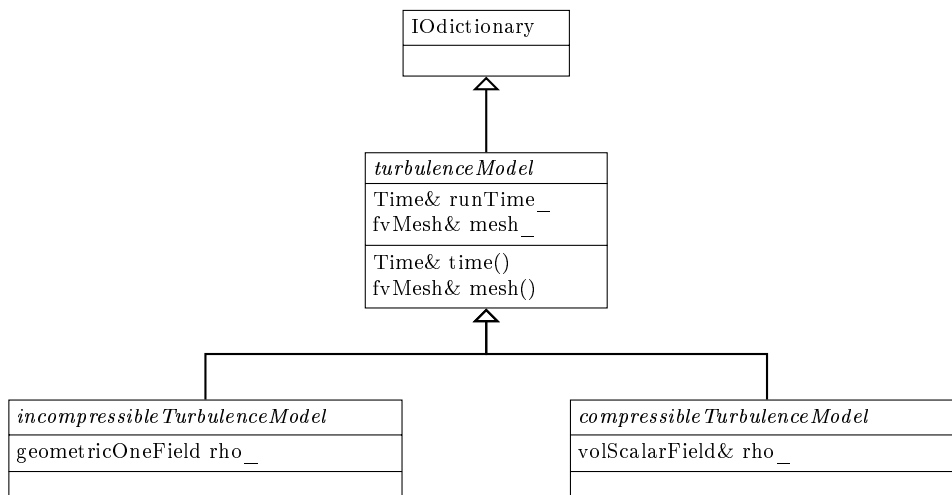 IOdictionary
turbulenceModel
Time& runTime_
fvMesh& mesh_
Time& time()
fvMesh& mesh()
incompressibleTurbulenceModel
geometricOneField rho_
compressibleTurbulenceModel
volScalarField& rho_